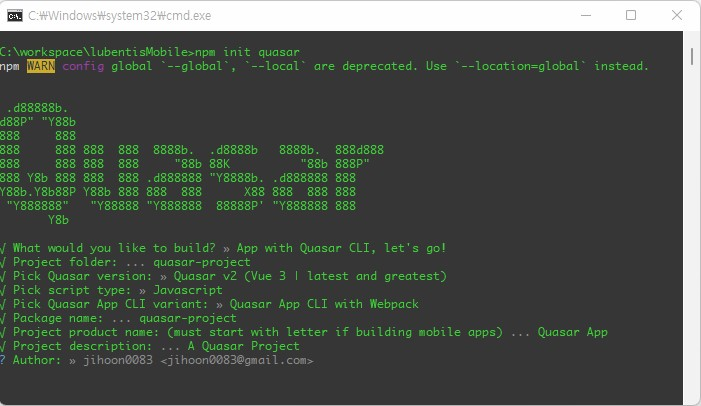 C:₩Windows₩system32₩cmd.exe
C:\workspace\lubentisMobile>npm init quasar
npm WARN config global `--global`, `--local` are deprecated. Use `--location=global` instead.
.d88888b.
d88P" "Y88b
888     888
888     888 888  888  8888b.  .d8888b   8888b.  888d888
888     888 888  888     "88b 88K          "88b 888P"
888 Y8b 888 888  888 .d888888 "Y8888b. .d888888 888
Y88b.Y8b88P Y88b 888 888  888      X88 888  888 888
"Y888888"   "Y88888 "Y888888  88888P' "Y888888 888
Y8b
√ What would you like to build? » App with Quasar CLI, let's go!
√ Project folder: ... quasar-project
√ Pick Quasar version: » Quasar v2 (Vue 3 | latest and greatest)
√ Pick script type: » Javascript
√ Pick Quasar App CLI variant: » Quasar App CLI with Webpack
√ Package name: ... quasar-project
√ Project product name: (must start with letter if building mobile apps) ... Quasar App
√ Project description: ... A Quasar Project
? Author: » jihoon0083 <jihoon0083@gmail.com>